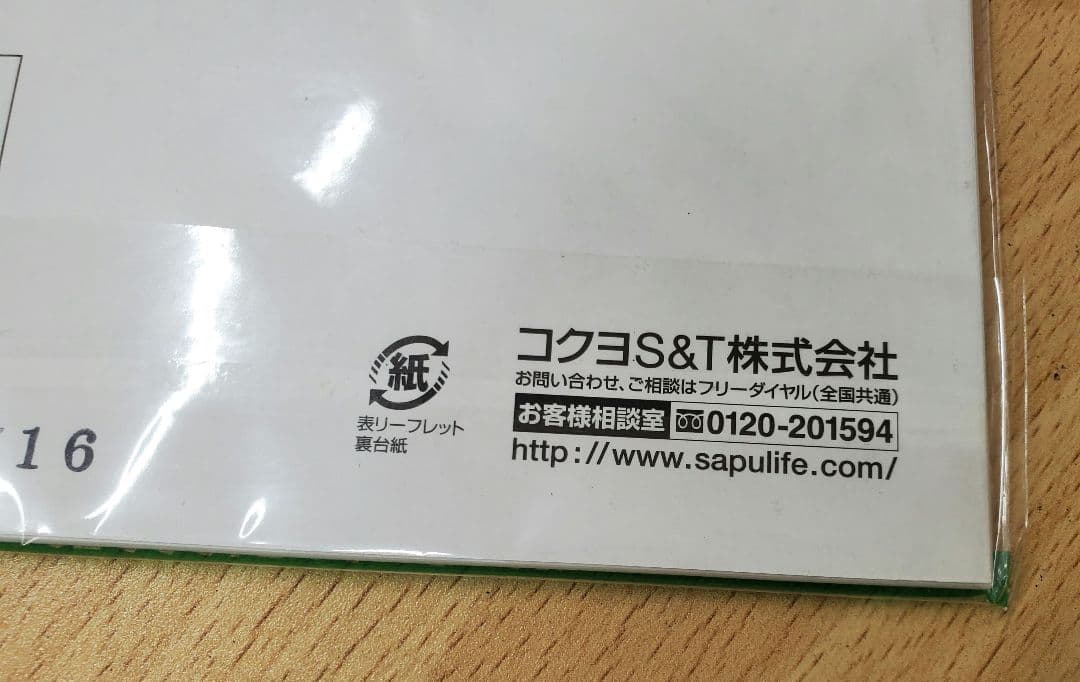 コクヨS&T株式会社
お問い合わせ、ご相談はフリーダイヤル(全国共通)
お客様相談室 0120-201594
http://www.sapulife.com/
紙
表リーフレット
裏台紙
16